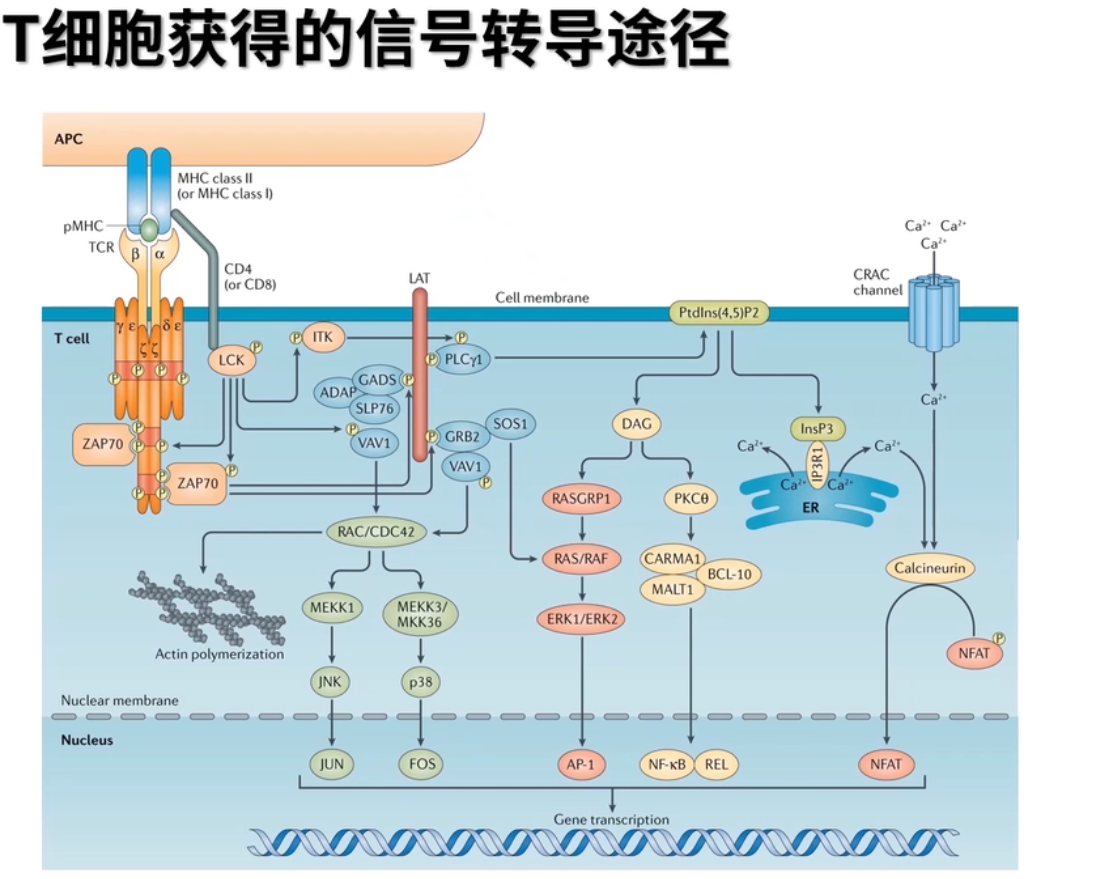 T细胞获得的信号转导途径
APC
MHC class II
(or MHC class I)
pMHC
TCR
β
α
CD4
(or CD8)
LAT
Cell membrane
PtdIns(4,5)P2
Ca²⁺ Ca²⁺
Ca²⁺
CRAC
channel
γ ε
δ ε
ζ ζ
T cell
LCK
P
P
ITK
P
P
PLCγ1
P
P
P
P
GADS
P
ADAP
SLP76
P
VAV1
P
GRB2
SOS1
VAV1
P
ZAP70
P
P
P
ZAP70
P
P
P
P
P
Ca²⁺
DAG
InsP3
IP3R1
Ca²⁺
Ca²⁺
Ca²⁺
Ca²⁺
ER
RASGRP1
PKCθ
RAC/CDC42
RAS/RAF
CARMA1
BCL-10
MALT1
Calcineurin
MEKK1
MEKK3/
MKK36
ERK1/ERK2
P
NFAT
Actin polymerization
JNK
p38
Nuclear membrane
Nucleus
JUN
FOS
AP-1
NF-κB
REL
NFAT
Gene transcription